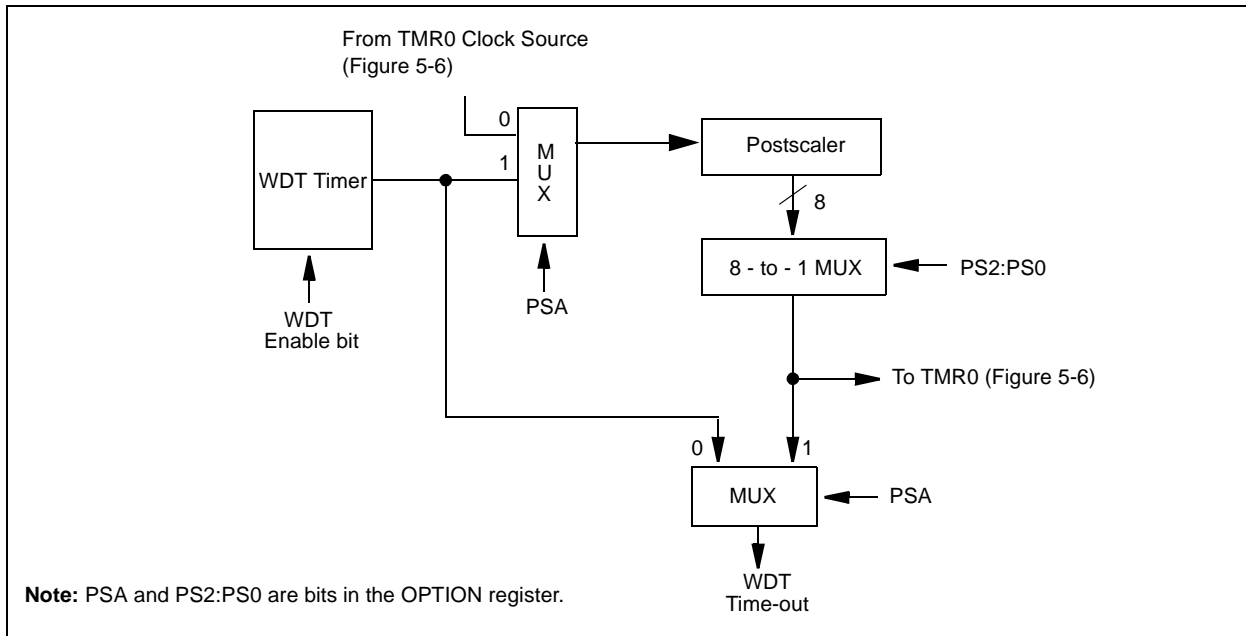 From TMR0 Clock Source
(Figure 5-6)
0
1
M
U
X
WDT Timer
Postscaler
8
8 - to - 1 MUX
PS2:PS0
PSA
WDT
Enable bit
To TMR0 (Figure 5-6)
0
1
MUX
PSA
WDT
Time-out
Note: PSA and PS2:PS0 are bits in the OPTION register.